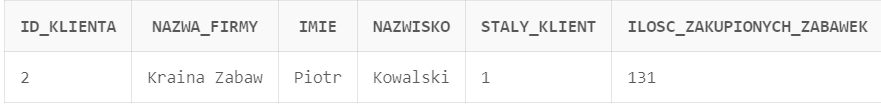 ID_KLIENTA NAZWA_FIRMY IMIE NAZWISKO STALY_KLIENT ILOSC_ZAKUPIONYCH_ZABAWEK
2 Kraina Zabaw Piotr Kowalski 1 131